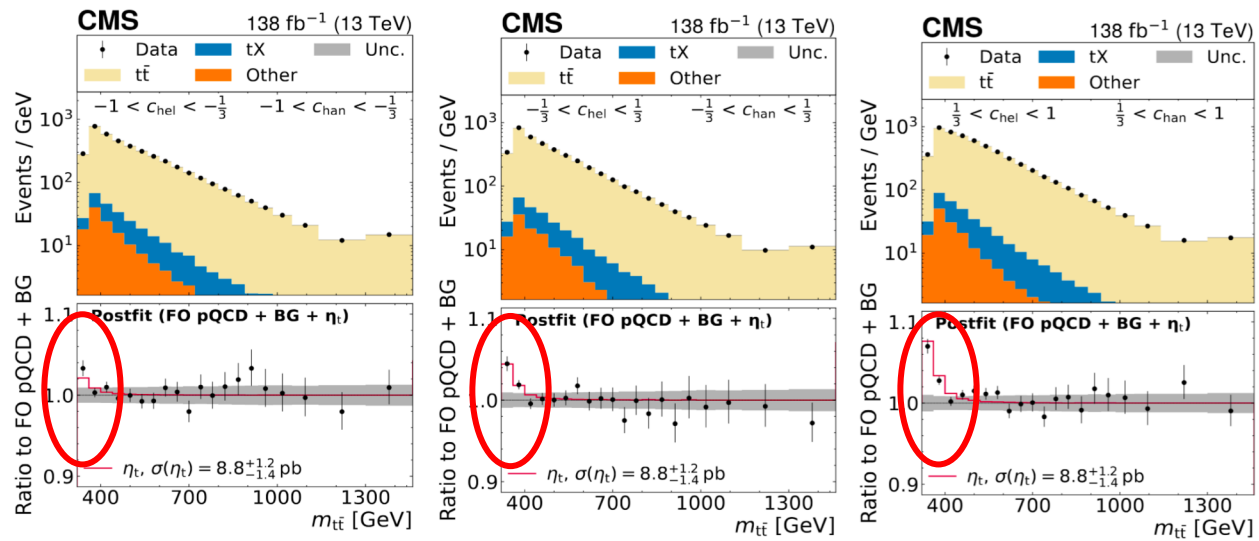 CMS 138 fb⁻¹ (13 TeV)
Data tX Unc.
tt̄ Other
−1 < c_hel < −1/3 −1 < c_han < −1/3
Events / GeV
10³
10²
10¹
Ratio to FO pQCD + BG
Postfit (FO pQCD + BG + η_t)
1.1
1.0
0.9
η_t, σ(η_t) = 8.8 +1.2 −1.4 pb
400 700 1000 1300
m_tt̄ [GeV]
CMS 138 fb⁻¹ (13 TeV)
Data tX Unc.
tt̄ Other
−1/3 < c_hel < 1/3 −1/3 < c_han < 1/3
Events / GeV
10³
10²
10¹
Ratio to FO pQCD + BG
Postfit (FO pQCD + BG + η_t)
1.1
1.0
0.9
η_t, σ(η_t) = 8.8 +1.2 −1.4 pb
400 700 1000 1300
m_tt̄ [GeV]
CMS 138 fb⁻¹ (13 TeV)
Data tX Unc.
tt̄ Other
1/3 < c_hel < 1 1/3 < c_han < 1
Events / GeV
10³
10²
10¹
Ratio to FO pQCD + BG
Postfit (FO pQCD + BG + η_t)
1.1
1.0
0.9
η_t, σ(η_t) = 8.8 +1.2 −1.4 pb
400 700 1000 1300
m_tt̄ [GeV]